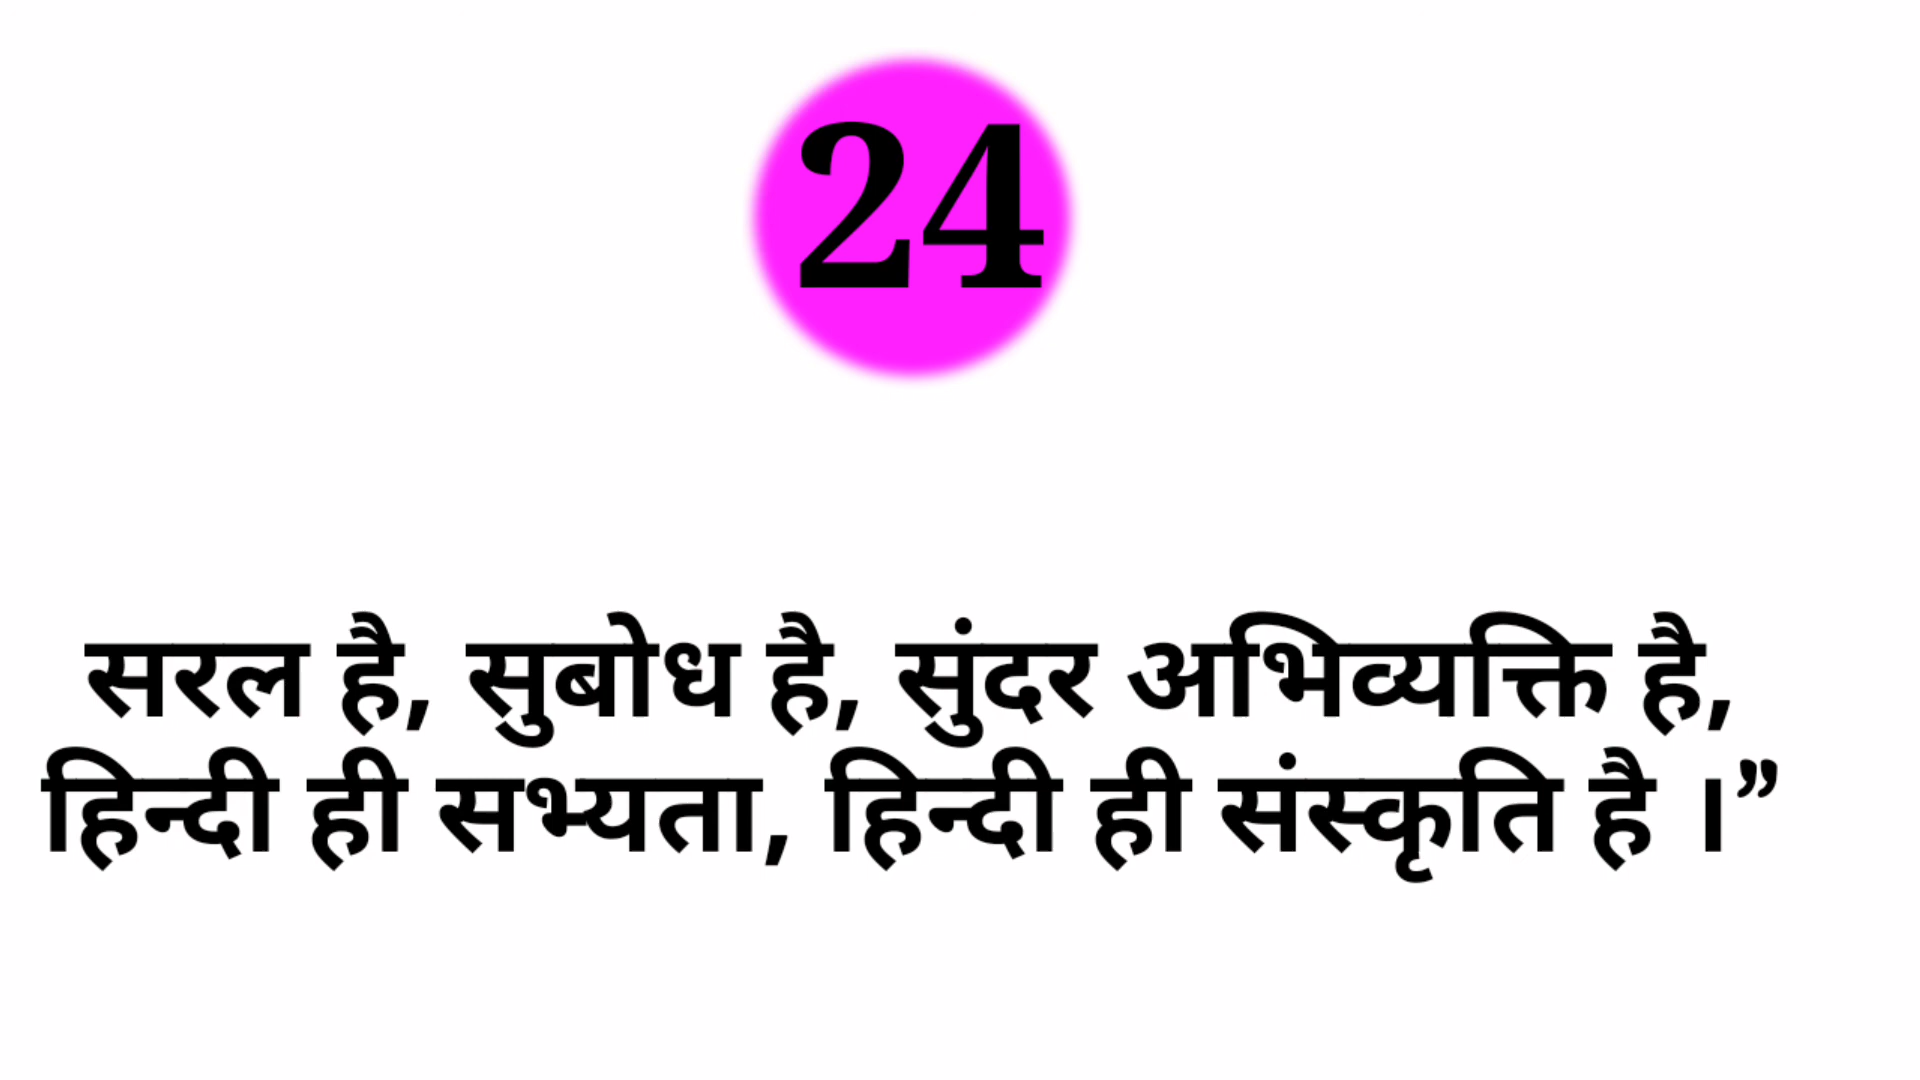 24
सरल है, सुबोध है, सुंदर अभिव्यक्ति है,
हिन्दी ही सभ्यता, हिन्दी ही संस्कृति है ।”